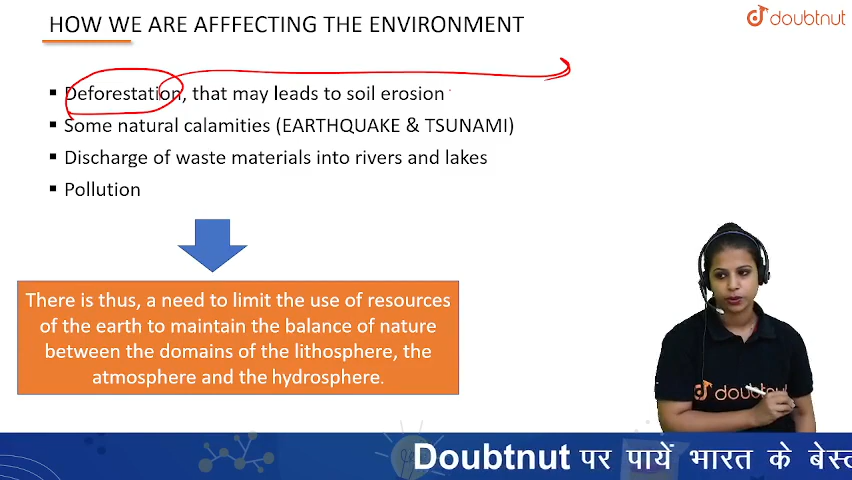 HOW WE ARE AFFFECTING THE ENVIRONMENT
doubtnut
▪ Deforestation, that may leads to soil erosion
▪ Some natural calamities (EARTHQUAKE & TSUNAMI)
▪ Discharge of waste materials into rivers and lakes
▪ Pollution
There is thus, a need to limit the use of resources
of the earth to maintain the balance of nature
between the domains of the lithosphere, the
atmosphere and the hydrosphere.
doubtnut
Doubtnut पर पायें भारत के